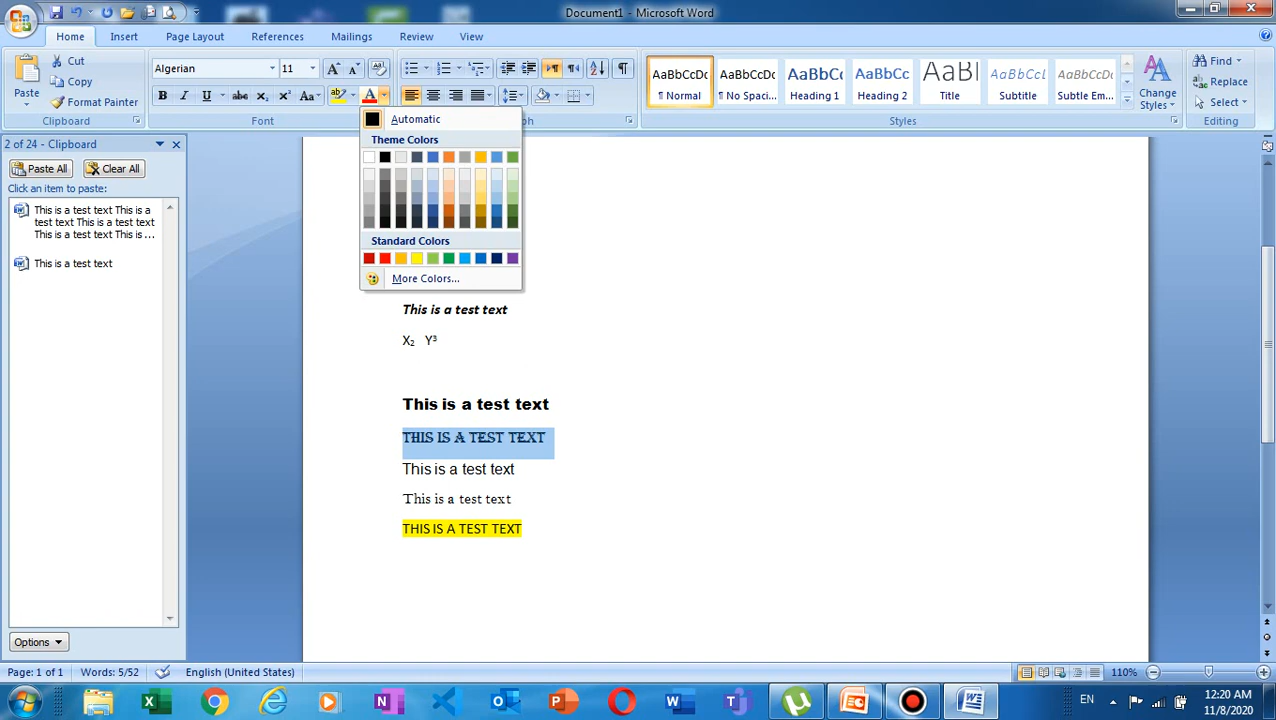 Document1 - Microsoft Word
Home Insert Page Layout References Mailings Review View
Paste
Cut
Copy
Format Painter
Clipboard
Algerian 11
Font
Styles
AaBbCcDc
¶ Normal
AaBbCcDc
¶ No Spaci...
AaBbCc
Heading 1
AaBbCc
Heading 2
AaB
Title
AaBbCcL
Subtitle
AaBbCcDc
Subtle Em...
Change
Styles
Find
Replace
Select
Editing
2 of 24 - Clipboard
Paste All Clear All
Click an item to paste:
This is a test text This is a
test text This is a test text
This is a test text This is ...
This is a test text
Options
Automatic
Theme Colors
Standard Colors
More Colors...
This is a test text
X2 Y3
This is a test text
THIS IS A TEST TEXT
This is a test text
This is a test text
THIS IS A TEST TEXT
Page: 1 of 1 Words: 5/52 English (United States) 110%
EN
12:20 AM
11/8/2020